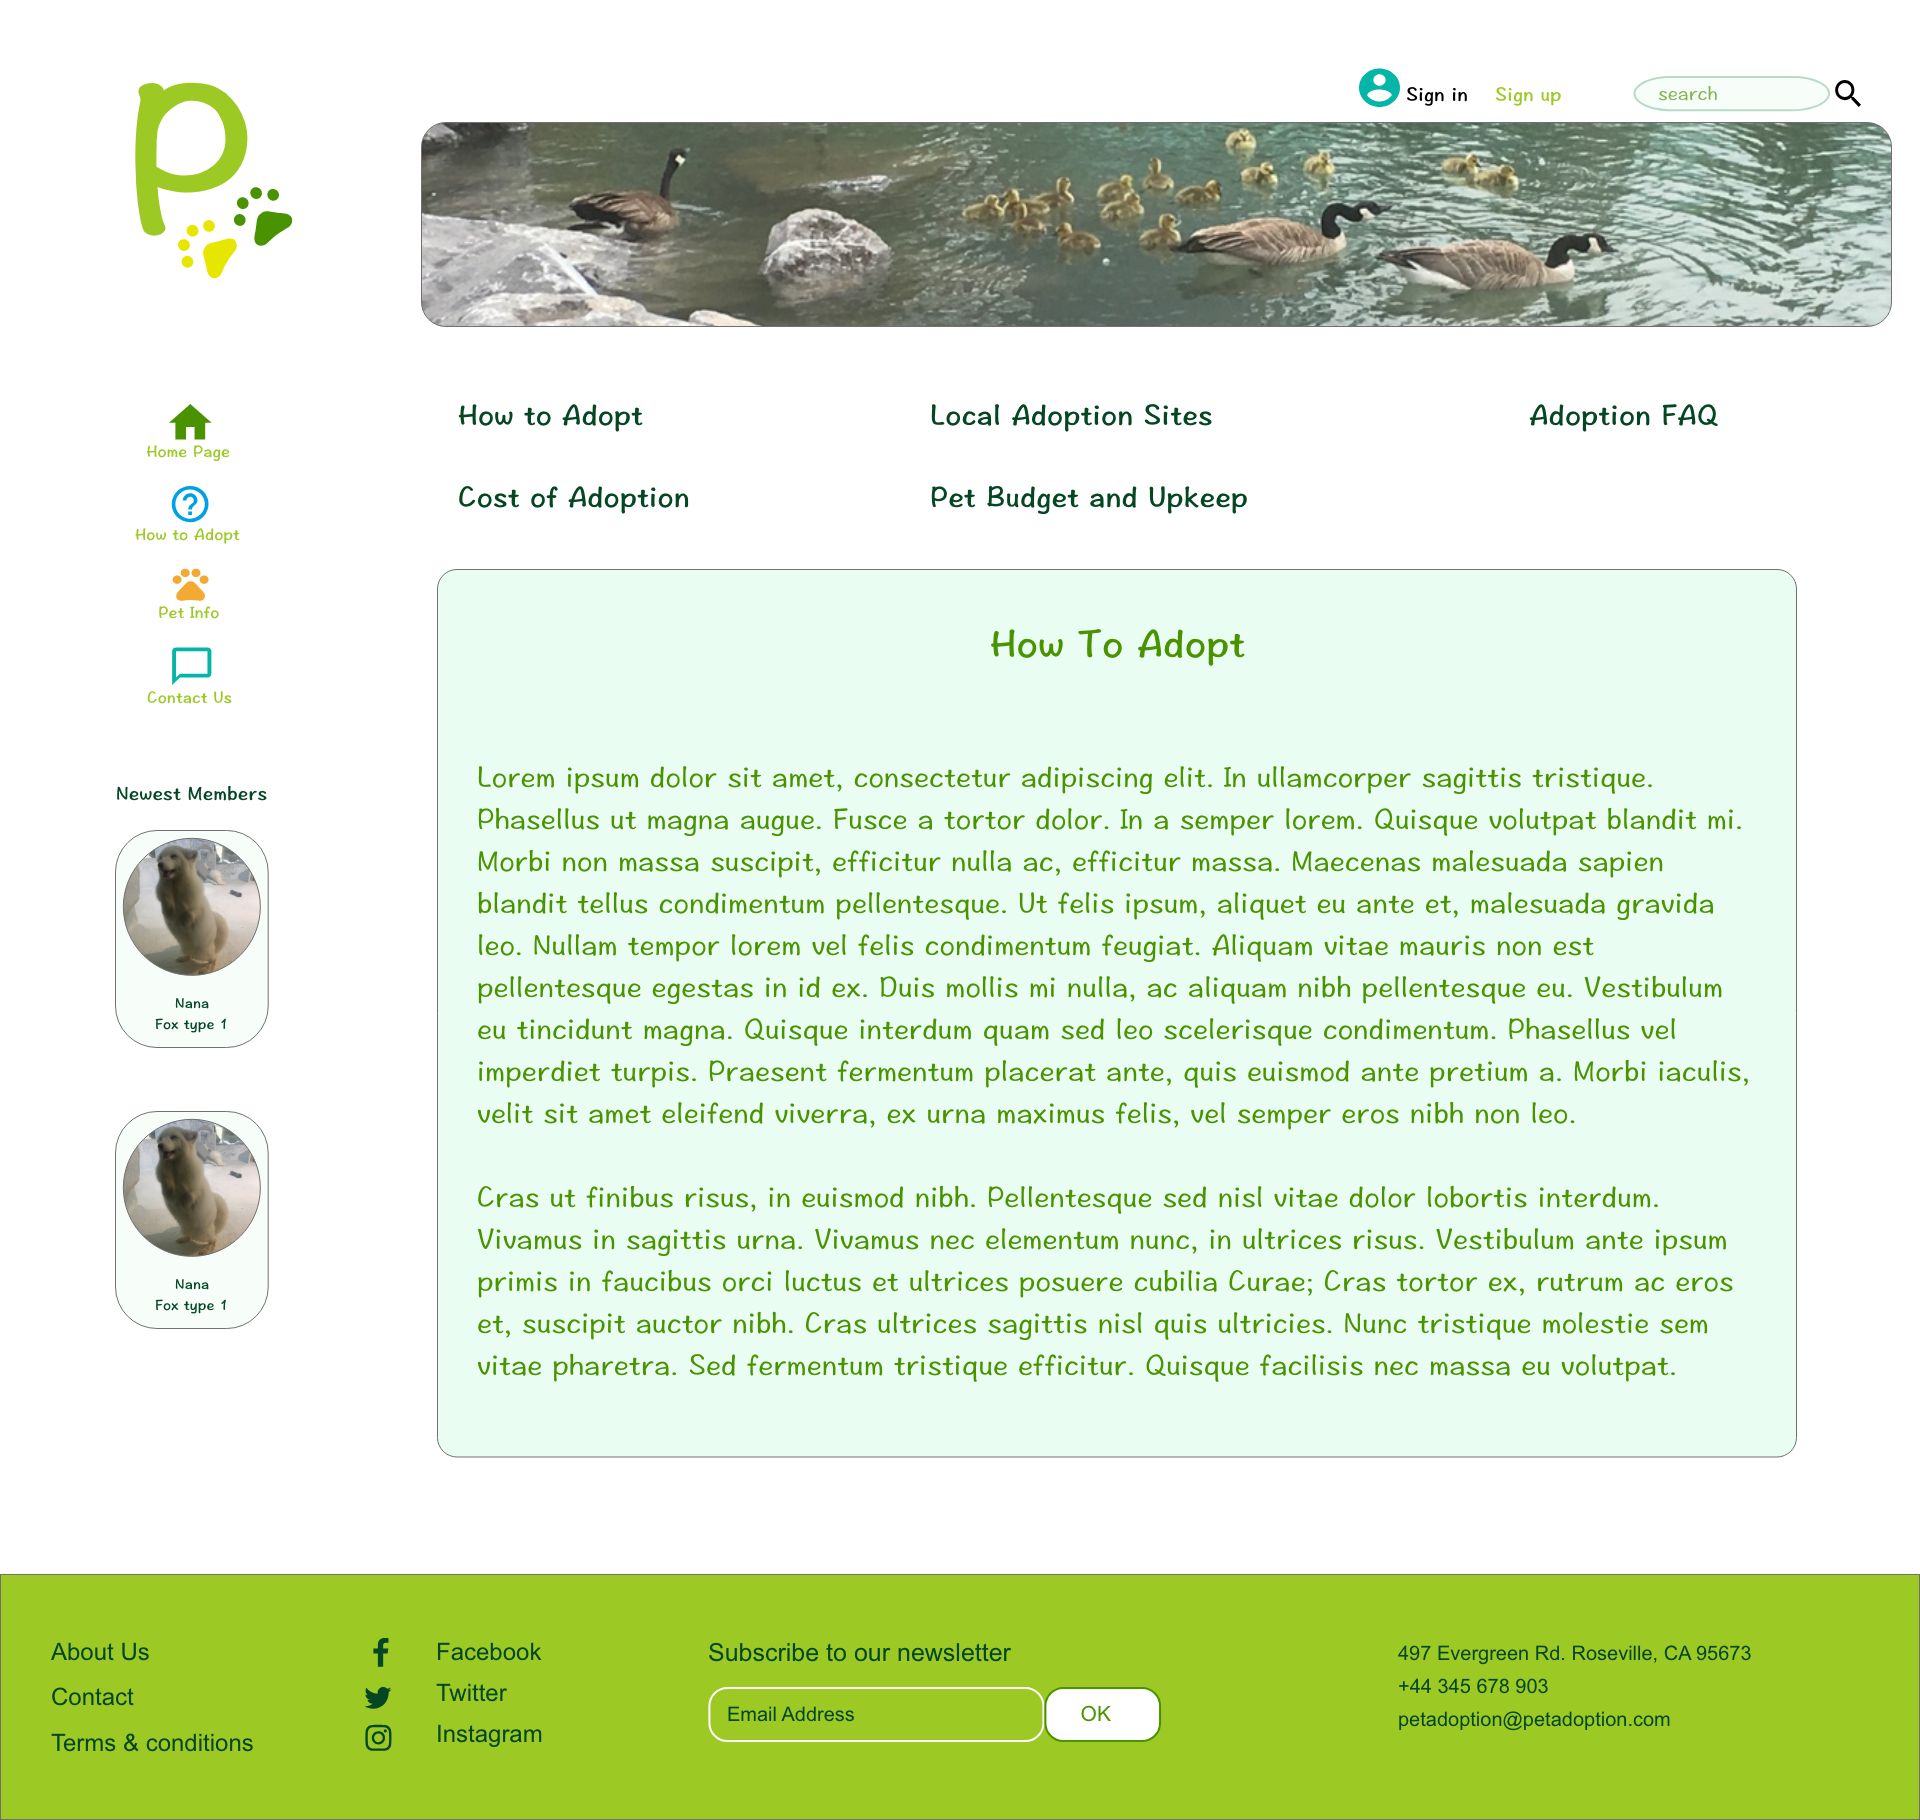 p
Sign in
Sign up
search
Home Page
How to Adopt
Pet Info
Contact Us
Newest Members
Nana
Fox type 1
Nana
Fox type 1
How to Adopt
Local Adoption Sites
Adoption FAQ
Cost of Adoption
Pet Budget and Upkeep
How To Adopt
Lorem ipsum dolor sit amet, consectetur adipiscing elit. In ullamcorper sagittis tristique.
Phasellus ut magna augue. Fusce a tortor dolor. In a semper lorem. Quisque volutpat blandit mi.
Morbi non massa suscipit, efficitur nulla ac, efficitur massa. Maecenas malesuada sapien
blandit tellus condimentum pellentesque. Ut felis ipsum, aliquet eu ante et, malesuada gravida
leo. Nullam tempor lorem vel felis condimentum feugiat. Aliquam vitae mauris non est
pellentesque egestas in id ex. Duis mollis mi nulla, ac aliquam nibh pellentesque eu. Vestibulum
eu tincidunt magna. Quisque interdum quam sed leo scelerisque condimentum. Phasellus vel
imperdiet turpis. Praesent fermentum placerat ante, quis euismod ante pretium a. Morbi iaculis,
velit sit amet eleifend viverra, ex urna maximus felis, vel semper eros nibh non leo.
Cras ut finibus risus, in euismod nibh. Pellentesque sed nisl vitae dolor lobortis interdum.
Vivamus in sagittis urna. Vivamus nec elementum nunc, in ultrices risus. Vestibulum ante ipsum
primis in faucibus orci luctus et ultrices posuere cubilia Curae; Cras tortor ex, rutrum ac eros
et, suscipit auctor nibh. Cras ultrices sagittis nisl quis ultricies. Nunc tristique molestie sem
vitae pharetra. Sed fermentum tristique efficitur. Quisque facilisis nec massa eu volutpat.
About Us
Contact
Terms & conditions
Facebook
Twitter
Instagram
Subscribe to our newsletter
Email Address
OK
497 Evergreen Rd. Roseville, CA 95673
+44 345 678 903
petadoption@petadoption.com